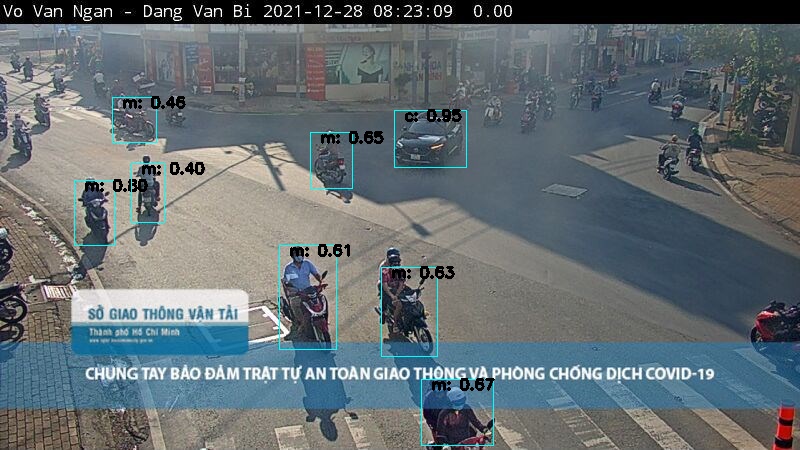 Vo Van Ngan - Dang Van Bi 2021-12-28 08:23:09 0.00
m: 0.46
c: 0.95
m: 0.65
m: 0.40
m: 0.61
m: 0.63
SỞ GIAO THÔNG VẬN TẢI
Thành phố Hồ Chí Minh
CHUNG TAY BẢO ĐẢM TRẬT TỰ AN TOÀN GIAO THÔNG VÀ PHÒNG CHỐNG DỊCH COVID-19
m: 0.67